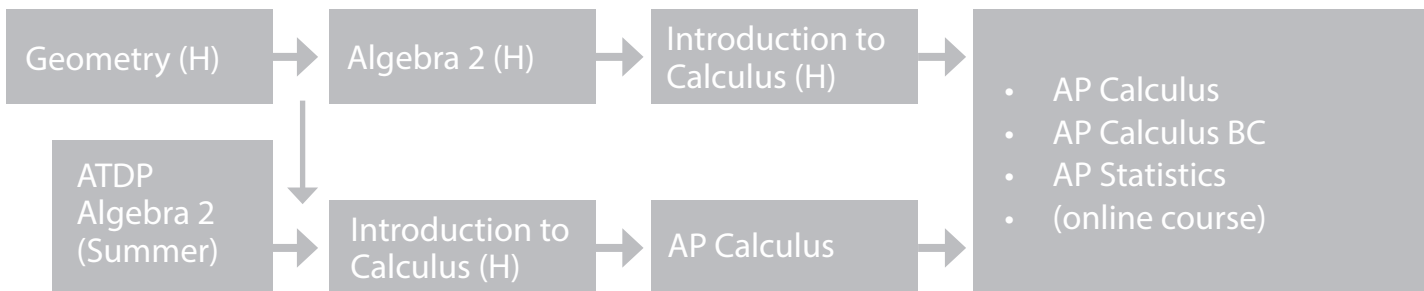 Geometry (H)
Algebra 2 (H)
Introduction to
Calculus (H)
• AP Calculus
• AP Calculus BC
• AP Statistics
• (online course)
ATDP
Algebra 2
(Summer)
Introduction to
Calculus (H)
AP Calculus